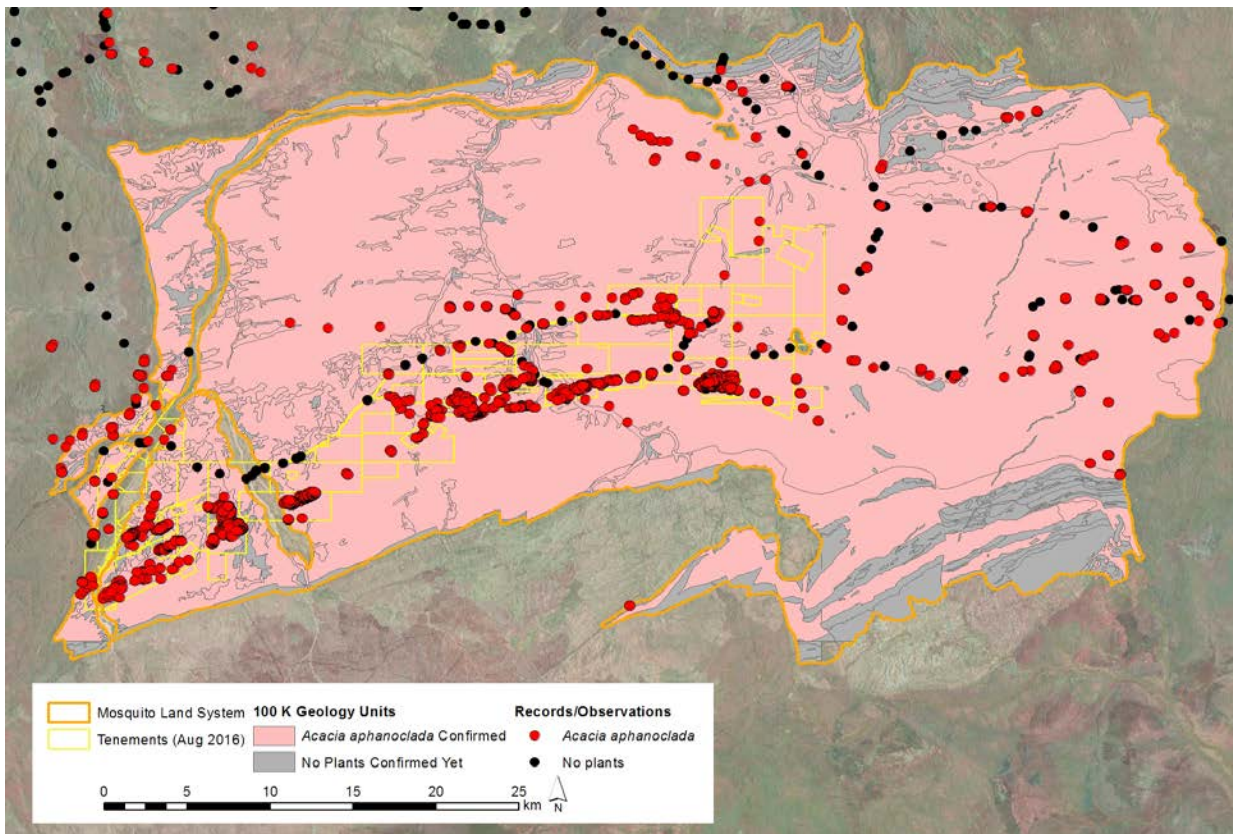 Mosquito Land System
Tenements (Aug 2016)
100 K Geology Units
Acacia aphanoclada Confirmed
No Plants Confirmed Yet
Records/Observations
Acacia aphanoclada
No plants
0 5 10 15 20 25
km
N